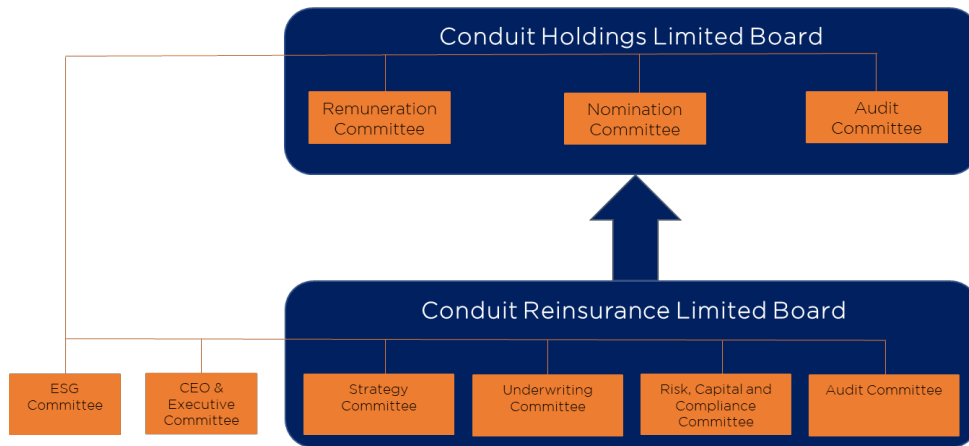 Conduit Holdings Limited Board
Remuneration
Committee
Nomination
Committee
Audit
Committee
Conduit Reinsurance Limited Board
ESG
Committee
CEO &
Executive
Committee
Strategy
Committee
Underwriting
Committee
Risk, Capital and
Compliance
Committee
Audit Committee